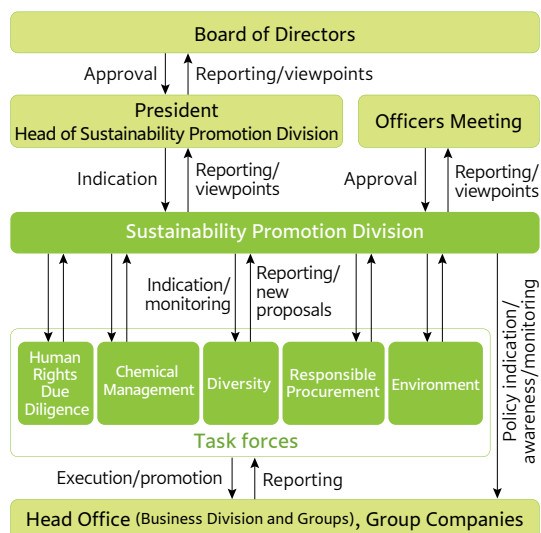 Board of Directors
Approval
Reporting/viewpoints
President
Head of Sustainability Promotion Division
Officers Meeting
Indication
Reporting/
viewpoints
Approval
Reporting/
viewpoints
Sustainability Promotion Division
Indication/
monitoring
Reporting/
new
proposals
Policy indication/
awareness/monitoring
Human
Rights
Due
Diligence
Chemical
Management
Diversity
Responsible
Procurement
Environment
Task forces
Execution/promotion
Reporting
Head Office (Business Division and Groups), Group Companies